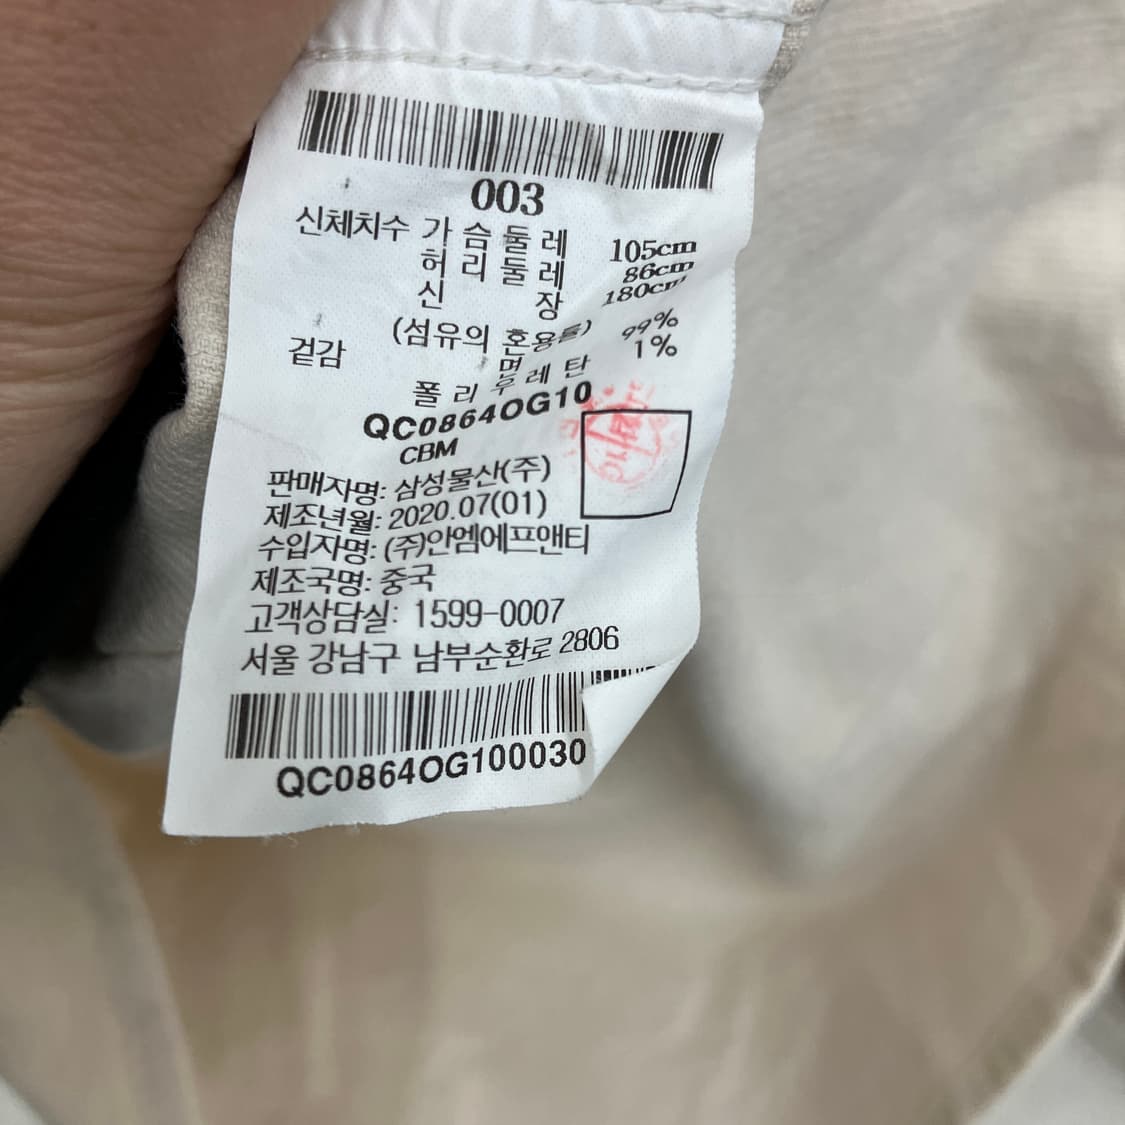 003
신체치수 가슴둘레 105cm
허리둘레 86cm
신장 180cm
(섬유의 혼용율)
겉감 면 99%
폴리우레탄 1%
QC0864OG10
CBM
판매자명: 삼성물산(주)
제조년월: 2020.07(01)
수입자명: (주)안엠에프앤티
제조국명: 중국
고객상담실: 1599-0007
서울 강남구 남부순환로 2806
QC0864OG100030